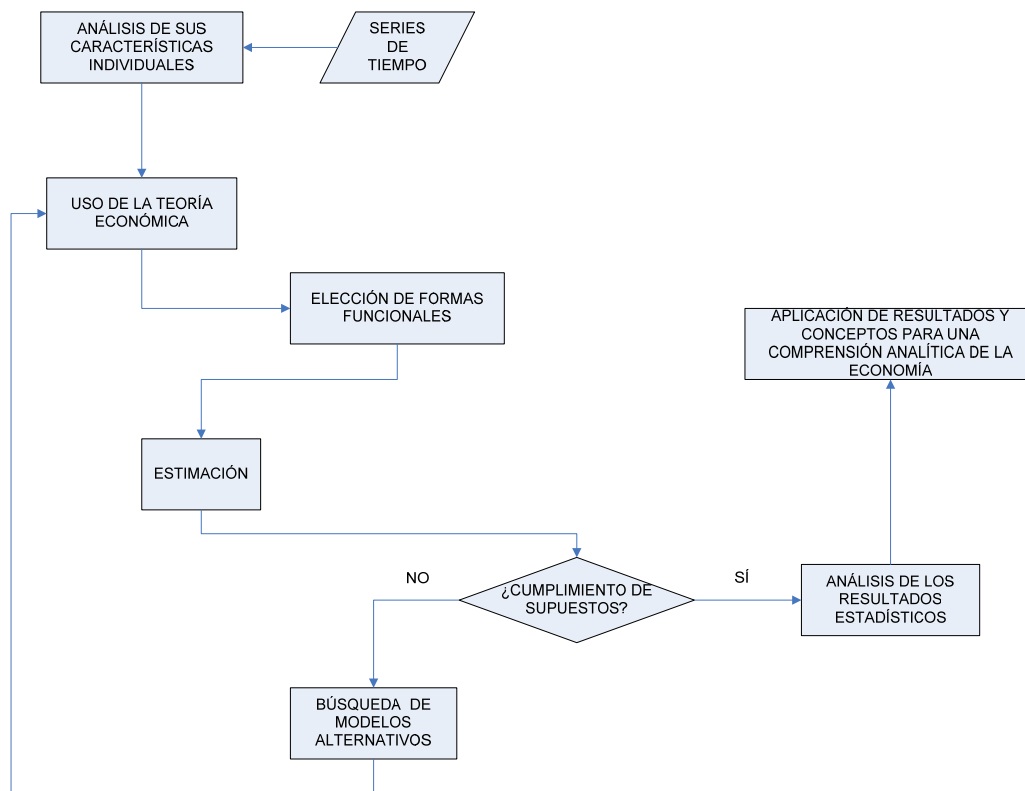 ANÁLISIS DE SUS
CARACTERÍSTICAS
INDIVIDUALES
SERIES
DE
TIEMPO
USO DE LA TEORÍA
ECONÓMICA
ELECCIÓN DE FORMAS
FUNCIONALES
APLICACIÓN DE RESULTADOS Y
CONCEPTOS PARA UNA
COMPRENSIÓN ANALÍTICA DE LA
ECONOMÍA
ESTIMACIÓN
NO
¿CUMPLIMIENTO DE
SUPUESTOS?
SÍ
ANÁLISIS DE LOS
RESULTADOS
ESTADÍSTICOS
BÚSQUEDA DE
MODELOS
ALTERNATIVOS